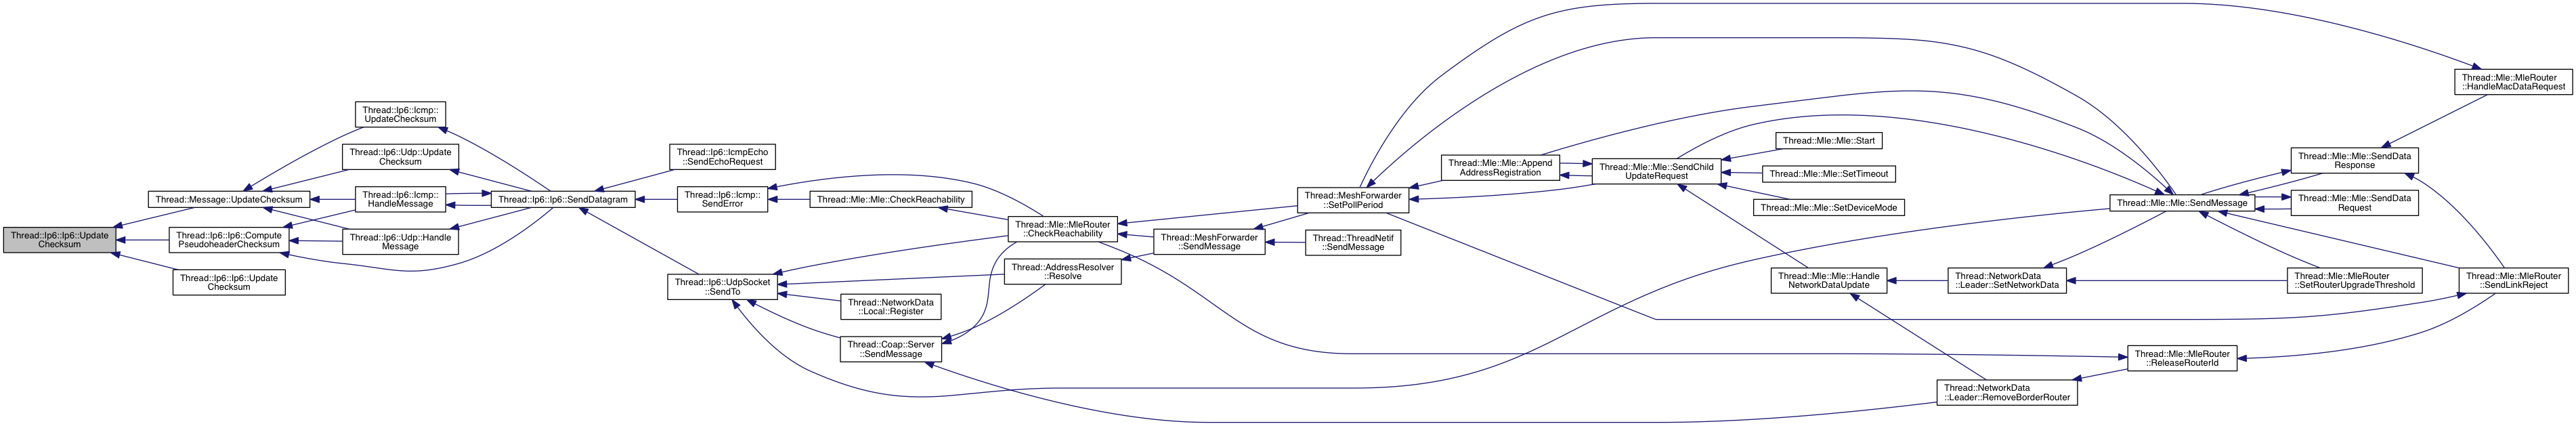 Thread::Ip6::Ip6::Update
Checksum
Thread::Message::UpdateChecksum
Thread::Ip6::Ip6::Compute
PseudoheaderChecksum
Thread::Ip6::Ip6::Update
Checksum
Thread::Ip6::Icmp::
UpdateChecksum
Thread::Ip6::Udp::Update
Checksum
Thread::Ip6::Icmp::
HandleMessage
Thread::Ip6::Udp::Handle
Message
Thread::Ip6::Ip6::SendDatagram
Thread::Ip6::IcmpEcho
::SendEchoRequest
Thread::Ip6::Icmp::
SendError
Thread::Ip6::UdpSocket
::SendTo
Thread::Mle::Mle::CheckReachability
Thread::NetworkData
::Local::Register
Thread::Coap::Server
::SendMessage
Thread::Mle::MleRouter
::CheckReachability
Thread::AddressResolver
::Resolve
Thread::MeshForwarder
::SendMessage
Thread::MeshForwarder
::SetPollPeriod
Thread::ThreadNetif
::SendMessage
Thread::Mle::Mle::Append
AddressRegistration
Thread::Mle::Mle::SendChild
UpdateRequest
Thread::Mle::Mle::Start
Thread::Mle::Mle::SetTimeout
Thread::Mle::Mle::SetDeviceMode
Thread::Mle::Mle::Handle
NetworkDataUpdate
Thread::NetworkData
::Leader::SetNetworkData
Thread::NetworkData
::Leader::RemoveBorderRouter
Thread::Mle::Mle::SendMessage
Thread::Mle::MleRouter
::ReleaseRouterId
Thread::Mle::Mle::SendData
Response
Thread::Mle::Mle::SendData
Request
Thread::Mle::MleRouter
::SetRouterUpgradeThreshold
Thread::Mle::MleRouter
::HandleMacDataRequest
Thread::Mle::MleRouter
::SendLinkReject